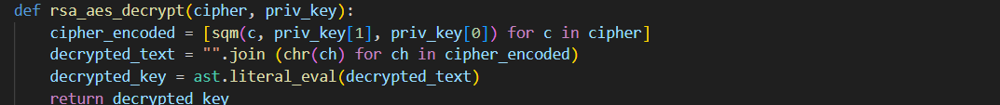 def rsa_aes_decrypt(cipher, priv_key):
    cipher_encoded = [sqm(c, priv_key[1], priv_key[0]) for c in cipher]
    decrypted_text = "".join (chr(ch) for ch in cipher_encoded)
    decrypted_key = ast.literal_eval(decrypted_text)
    return decrypted_key